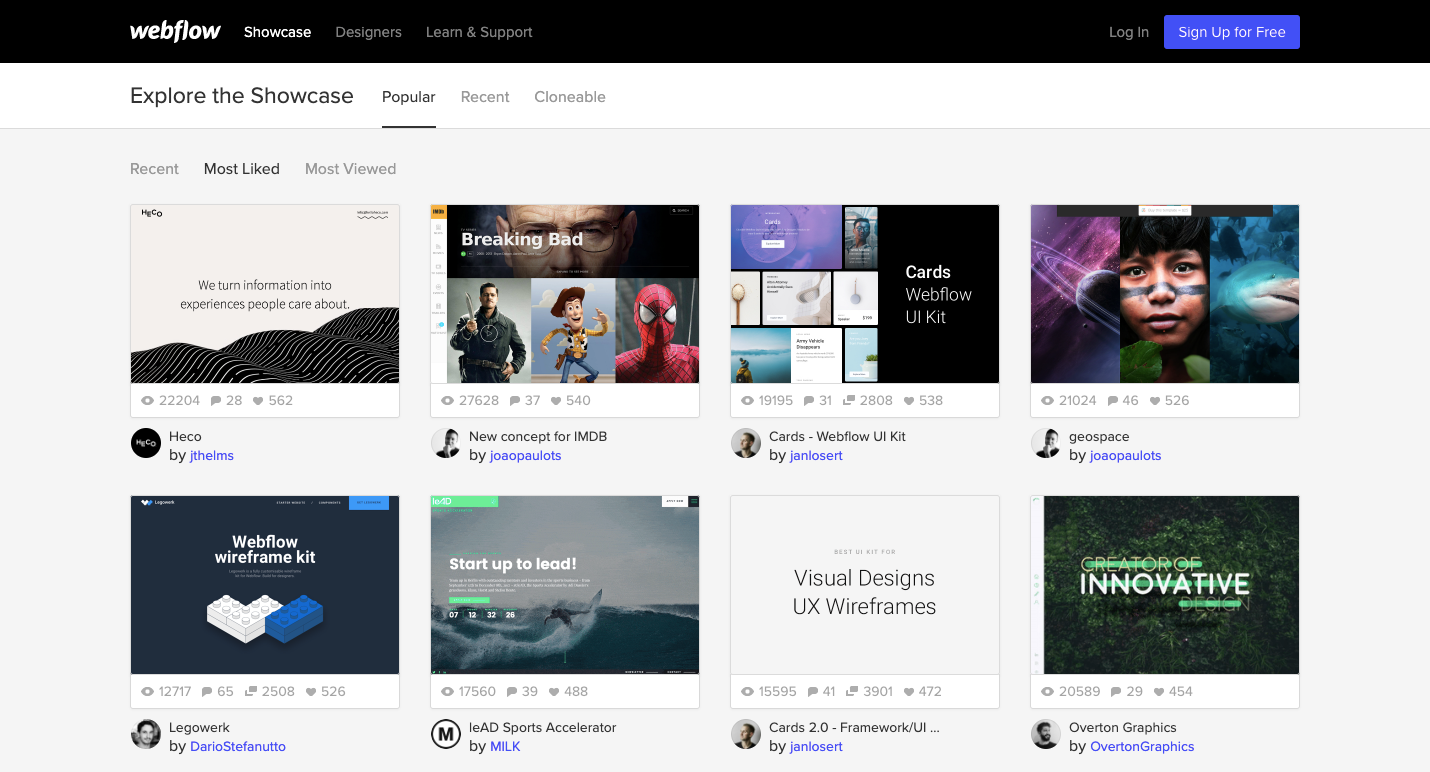 webflow
Showcase
Designers
Learn & Support
Log In
Sign Up for Free
Explore the Showcase
Popular
Recent
Cloneable
Recent
Most Liked
Most Viewed
HECO
We turn information into
experiences people care about.
22204 28 562
Heco
by jthelms
IMDb
SEARCH
Breaking Bad
27628 37 540
New concept for IMDB
by joaopaulots
Cards
Army Vehicle
Disappears
$190
Cards
Webflow
UI Kit
19195 31 2808 538
Cards - Webflow UI Kit
by janlosert
21024 46 526
geospace
by joaopaulots
Legowerk
Webflow
wireframe kit
12717 65 2508 526
Legowerk
by DarioStefanutto
leAD
Start up to lead!
07 12 32 26
17560 39 488
leAD Sports Accelerator
by MILK
BEST UI KIT FOR
Visual Designs
UX Wireframes
15595 41 3901 472
Cards 2.0 - Framework/UI ...
by janlosert
CREATOR OF
INNOVATIVE
DESIGN
20589 29 454
Overton Graphics
by OvertonGraphics